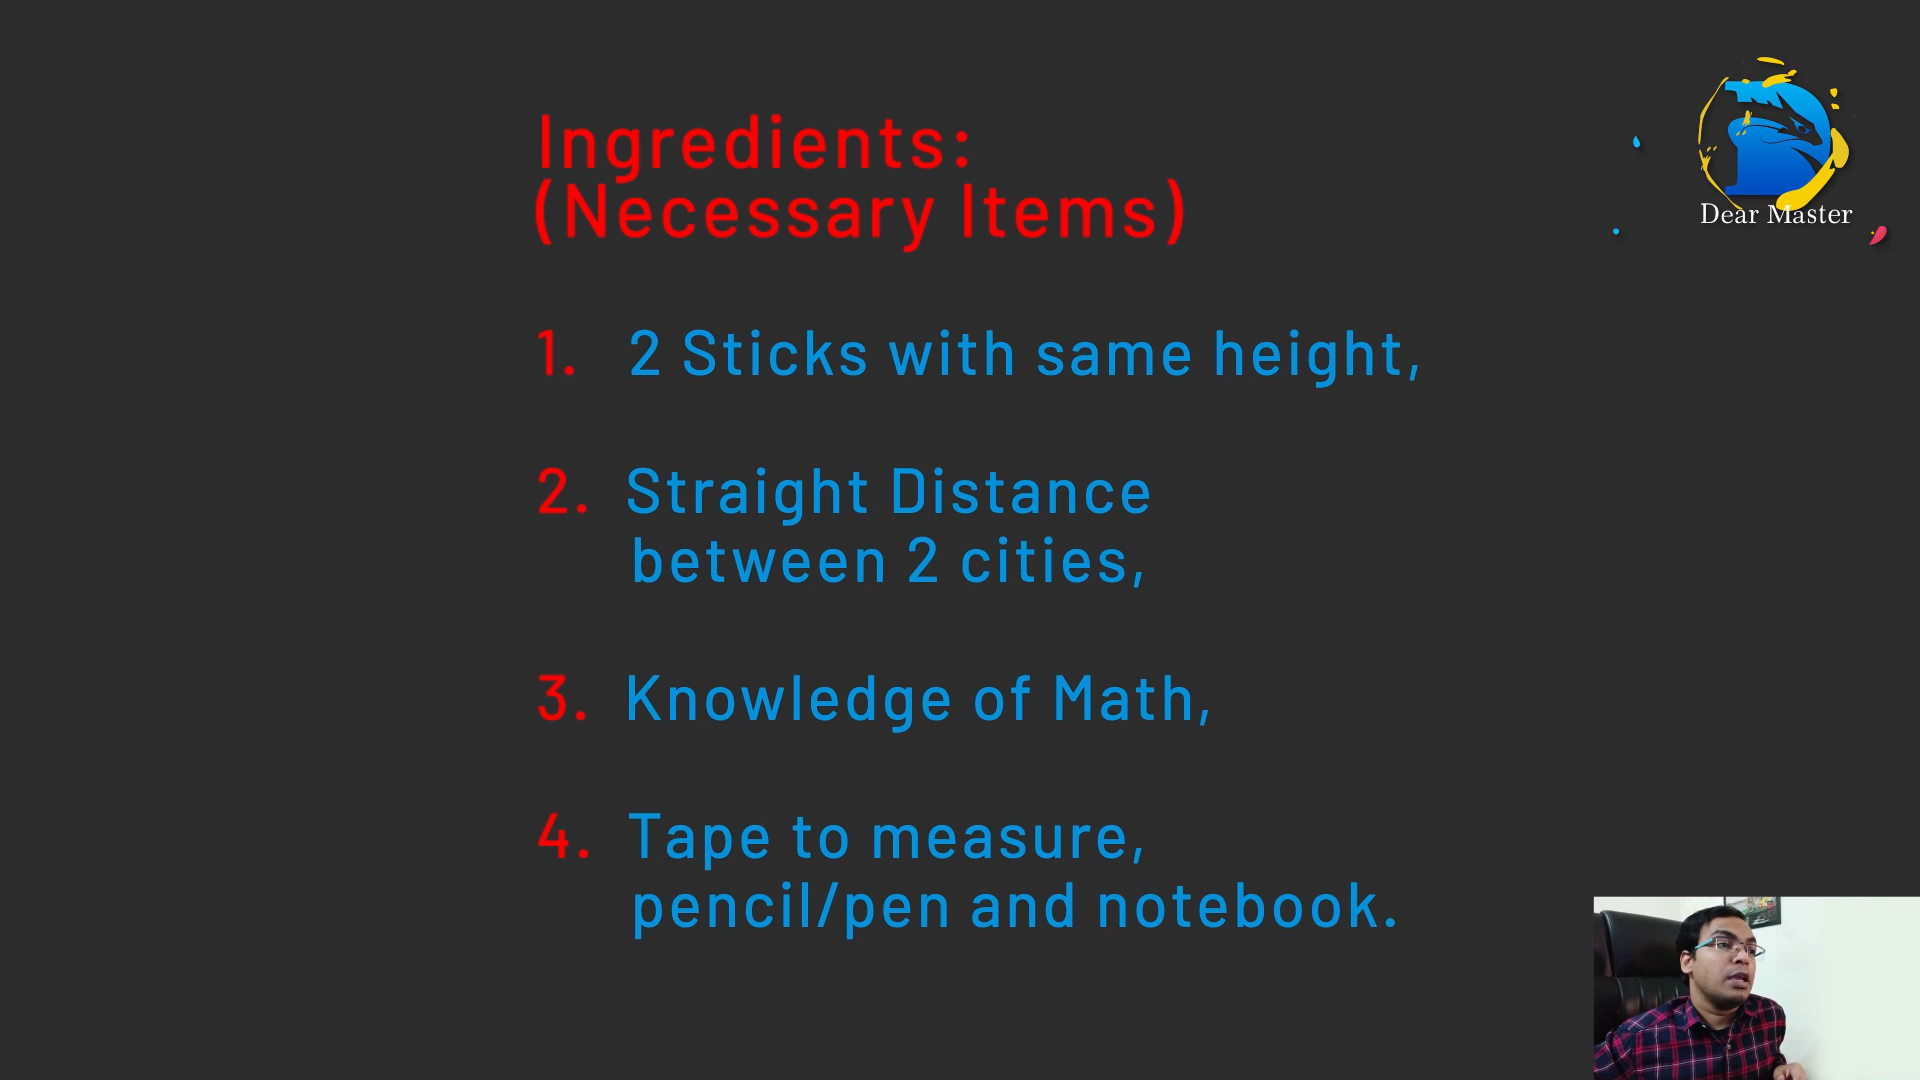 Ingredients:
(Necessary Items)
Dear Master
1. 2 Sticks with same height,
2. Straight Distance
between 2 cities,
3. Knowledge of Math,
4. Tape to measure,
pencil/pen and notebook.